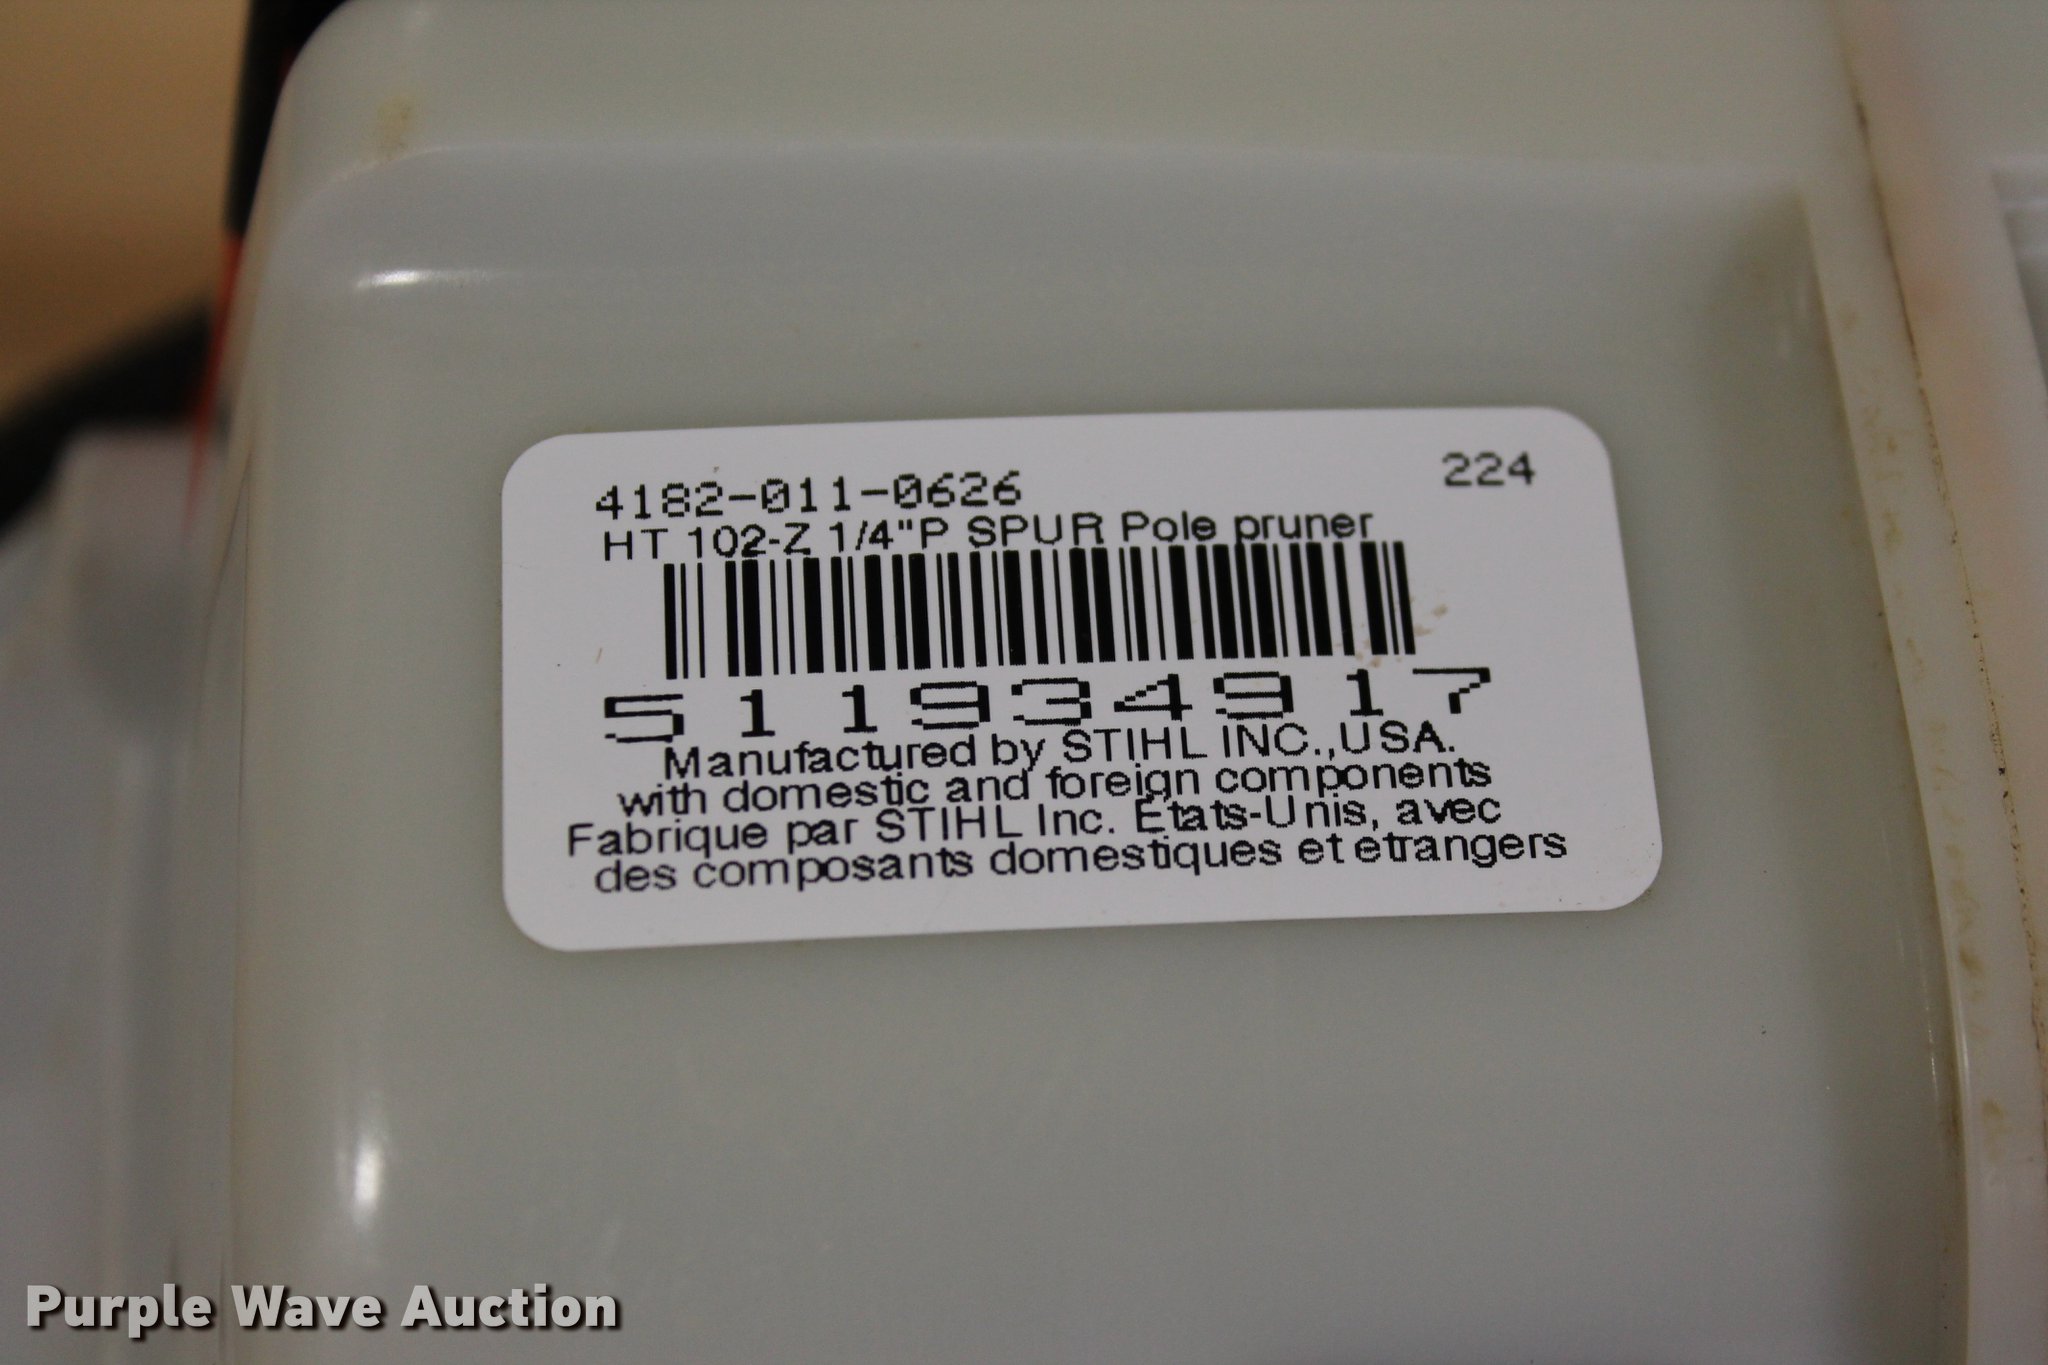 4182-011-0626 224
HT 102-Z 1/4"P SPUR Pole pruner
511934917
Manufactured by STIHL INC.,USA.
with domestic and foreign components
Fabrique par STIHL Inc. États-Unis, avec
des composants domestiques et etrangers
Purple Wave Auction